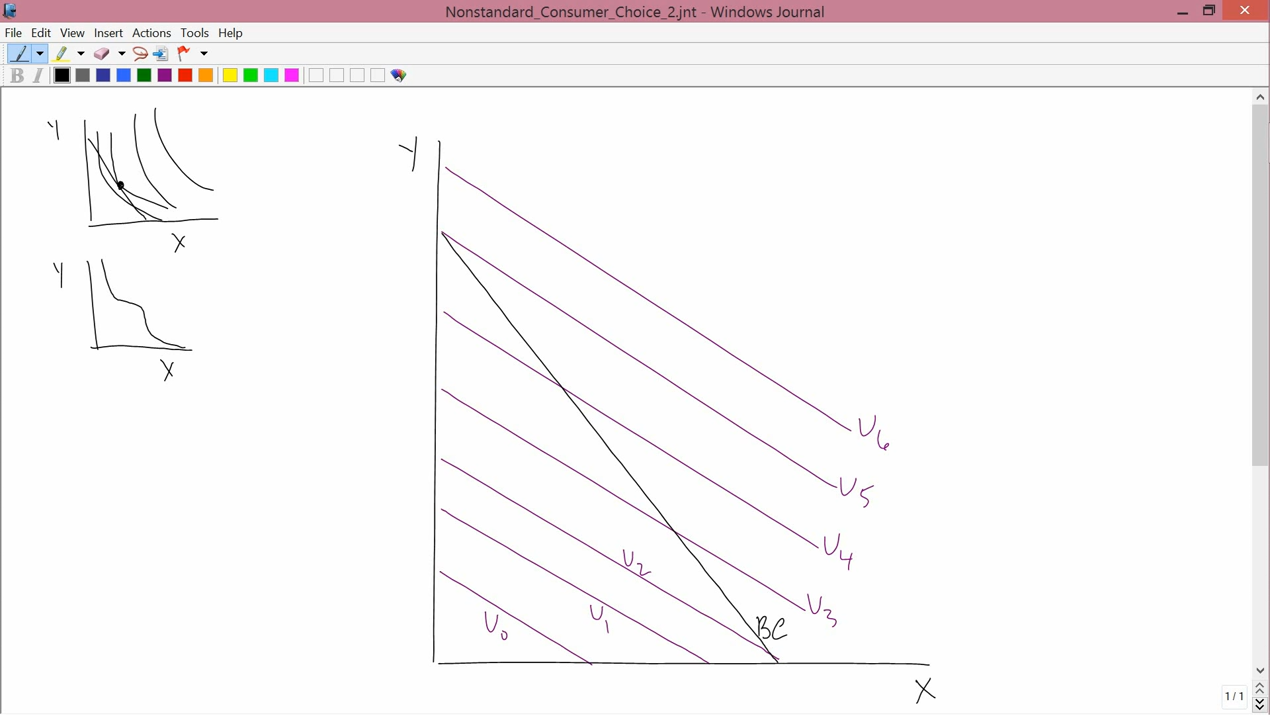 Nonstandard_Consumer_Choice_2.jnt - Windows Journal
File Edit View Insert Actions Tools Help
B I
Y
X
Y
X
Y
U6
U5
U4
U3
U2
U1
U0
BC
X
1 / 1